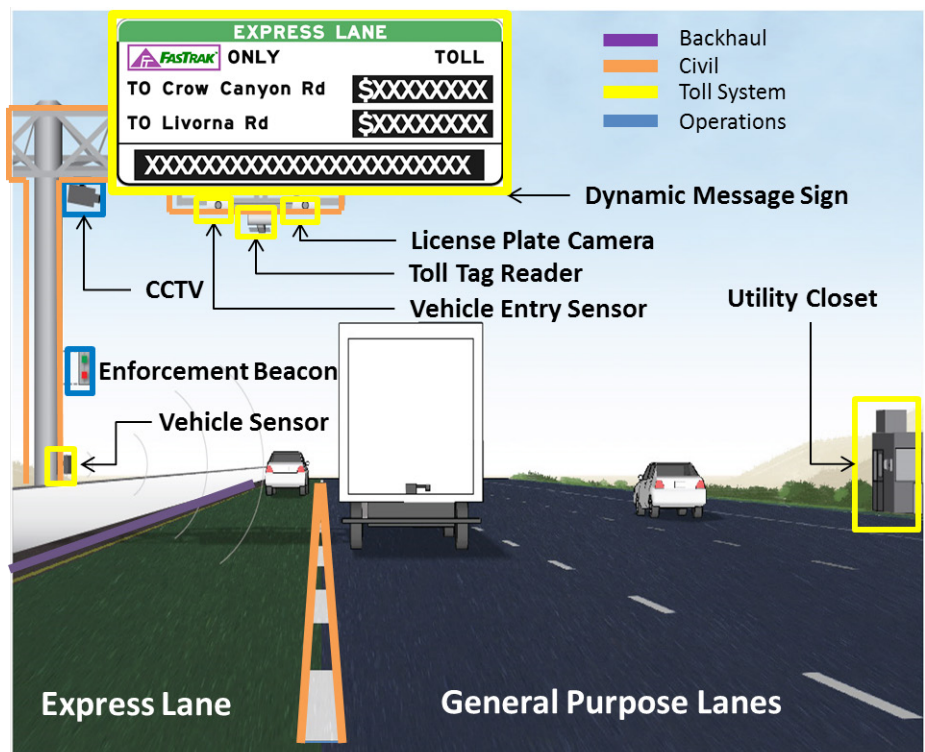 EXPRESS LANE
FASTRAK ONLY TOLL
TO Crow Canyon Rd $XXXXXXXX
TO Livorna Rd $XXXXXXXX
XXXXXXXXXXXXXXXXXXXXXXXX
Backhaul
Civil
Toll System
Operations
Dynamic Message Sign
License Plate Camera
Toll Tag Reader
CCTV
Vehicle Entry Sensor
Utility Closet
Enforcement Beacon
Vehicle Sensor
Express Lane
General Purpose Lanes